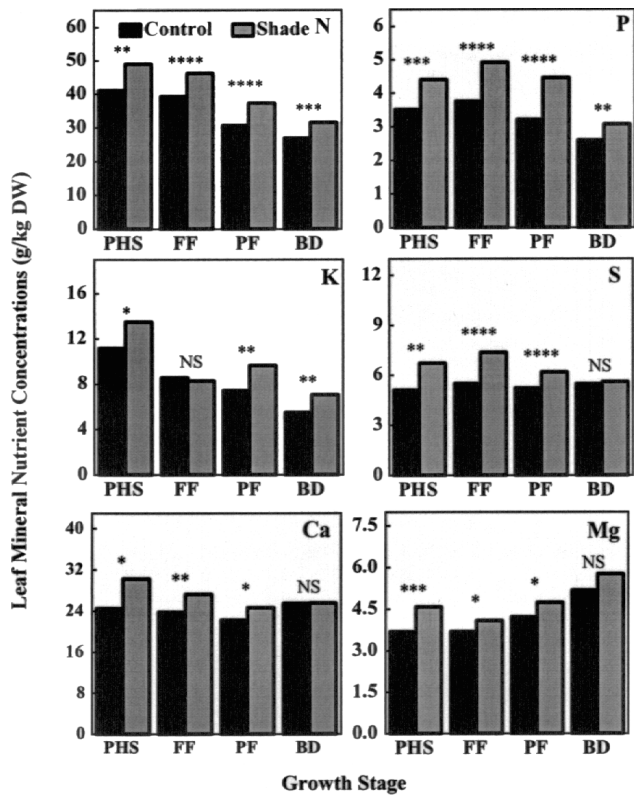 Leaf Mineral Nutrient Concentrations (g/kg DW)
Control Shade N
60
50
40
30
20
10
0
** **** **** ***
PHS FF PF BD
P
6
5
4
3
2
1
0
*** **** **** **
PHS FF PF BD
K
16
12
8
4
0
* NS ** **
PHS FF PF BD
S
12
9
6
3
0
** **** **** NS
PHS FF PF BD
Ca
40
32
24
16
8
0
* ** * NS
PHS FF PF BD
Mg
7.5
6.0
4.5
3.0
1.5
0.0
*** * * NS
PHS FF PF BD
Growth Stage